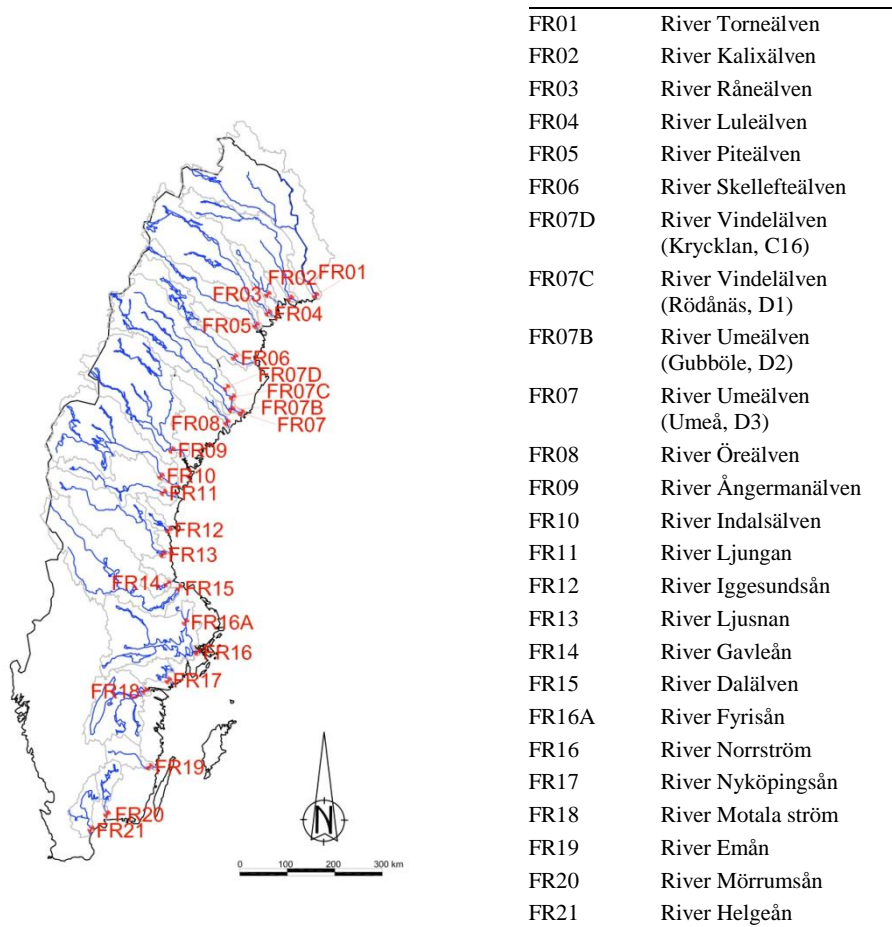 FR01
FR02
FR03
FR04
FR05
FR06
FR07D
FR07C
FR07B
FR08
FR07
FR09
FR10
FR11
FR12
FR13
FR14
FR15
FR16A
FR16
FR17
FR18
FR19
FR20
FR21
N
0 100 200 300 km
FR01 River Torneälven
FR02 River Kalixälven
FR03 River Råneälven
FR04 River Luleälven
FR05 River Piteälven
FR06 River Skellefteälven
FR07D River Vindelälven
(Krycklan, C16)
FR07C River Vindelälven
(Rödånäs, D1)
FR07B River Umeälven
(Gubböle, D2)
FR07 River Umeälven
(Umeå, D3)
FR08 River Öreälven
FR09 River Ångermanälven
FR10 River Indalsälven
FR11 River Ljungan
FR12 River Iggesundsån
FR13 River Ljusnan
FR14 River Gavleån
FR15 River Dalälven
FR16A River Fyrisån
FR16 River Norrström
FR17 River Nyköpingsån
FR18 River Motala ström
FR19 River Emån
FR20 River Mörrumsån
FR21 River Helgeån